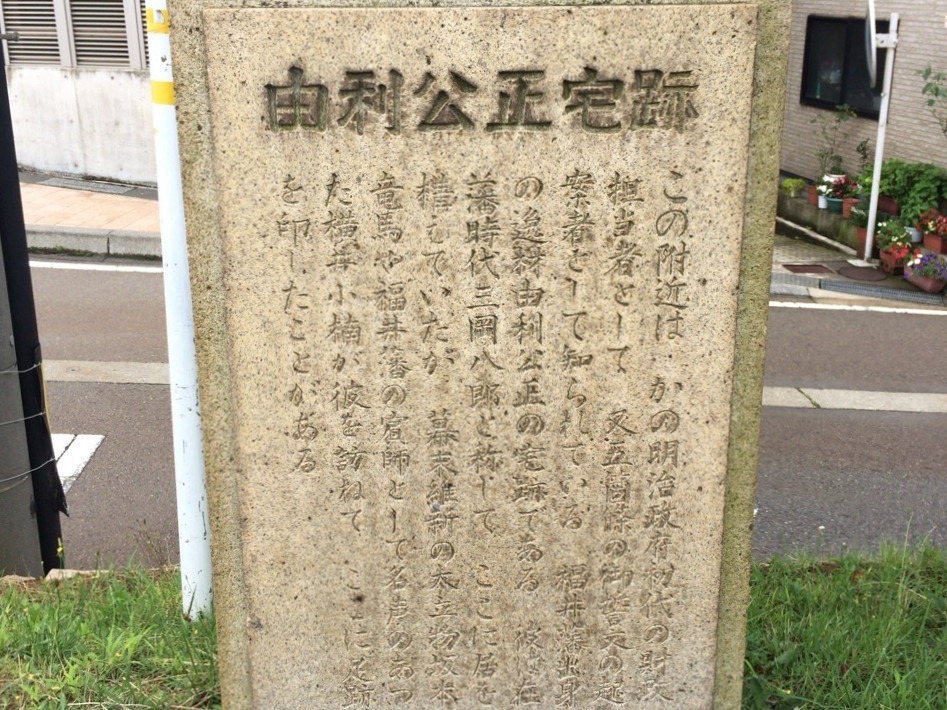 由利公正宅跡
この附近は かの明治政府初代の財政
担当者として 又五箇條の御誓文の起
案者として知られている 福井藩出身
の逸材由利公正の宅跡である 彼は在
藩時代三岡八郎と称して ここに居を
構えていたが 幕末維新の大立物坂本
竜馬や福井藩の賓師として名声のあつ
た横井小楠が彼を訪ねて ここに足跡
を印したことがある